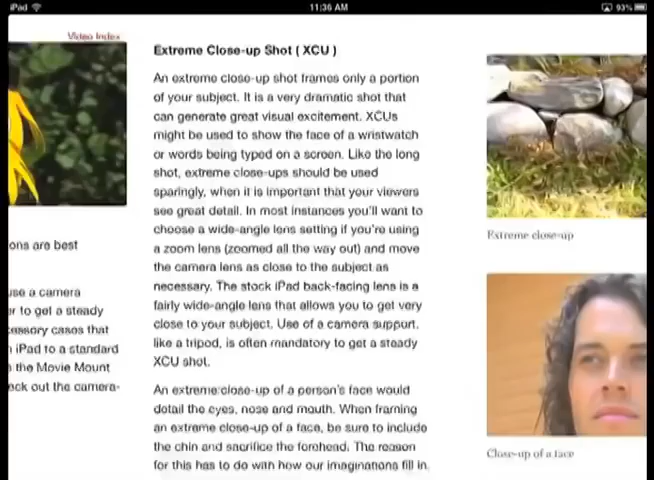 iPad
11:36 AM
93%
Video Index
ons are best
use a camera
er to get a steady
cessory cases that
iPad to a standard
the Movie Mount
eck out the camera-
Extreme Close-up Shot ( XCU )
An extreme close-up shot frames only a portion
of your subject. It is a very dramatic shot that
can generate great visual excitement. XCUs
might be used to show the face of a wristwatch
or words being typed on a screen. Like the long
shot, extreme close-ups should be used
sparingly, when it is important that your viewers
see great detail. In most instances you'll want to
choose a wide-angle lens setting if you're using
a zoom lens (zoomed all the way out) and move
the camera lens as close to the subject as
necessary. The stock iPad back-facing lens is a
fairly wide-angle lens that allows you to get very
close to your subject. Use of a camera support,
like a tripod, is often mandatory to get a steady
XCU shot.
An extreme close-up of a person's face would
detail the eyes, nose and mouth. When framing
an extreme close-up of a face, be sure to include
the chin and sacrifice the forehead. The reason
for this has to do with how our imaginations fill in
Extreme close-up
Close-up of a face